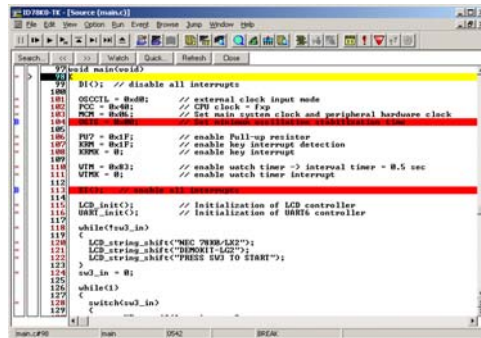 ID78K0-TK - [Source (main.c)]
File Edit View Option Run Event Browse Jump Window Help
Search... << >> Watch Quick... Refresh Close
97 void main(void)
98 {
99 DI(); // disable all interrupts
100
101 OSCCTL = 0xd0; // external clock input mode
102 PCC = 0x40; // CPU clock = fxp
103 MCM = 0x06; // Set main system clock and peripheral hardware clock
104 // Set minimum oscillation stabilisation time
105
106 PU7 = 0x1F; // enable Pull-up resistor
107 KRM = 0x1F; // enable key interrupt detection
108 KRMK = 0; // enable key interrupt
109
110 WTM = 0xB3; // enable watch timer -> interval timer = 0.5 sec
111 WTMK = 0; // enable watch timer interrupt
112
113 EI(); // enable all interrupts
114
115 LCD_init(); // Initialization of LCD controller
116 UART_init(); // Initialization of UART6 controller
117
118 while(!sw3_in)
119 {
120 LCD_string_shift("NEC 78K0/LX2");
121 LCD_string_shift("DEMOKIT-LG2");
122 LCD_string_shift("PRESS SW3 TO START");
123 }
124 sw3_in = 0;
125
126 while(1)
127 {
128 switch(sw3_in)
129 {
main.c#98 main 0542 BREAK